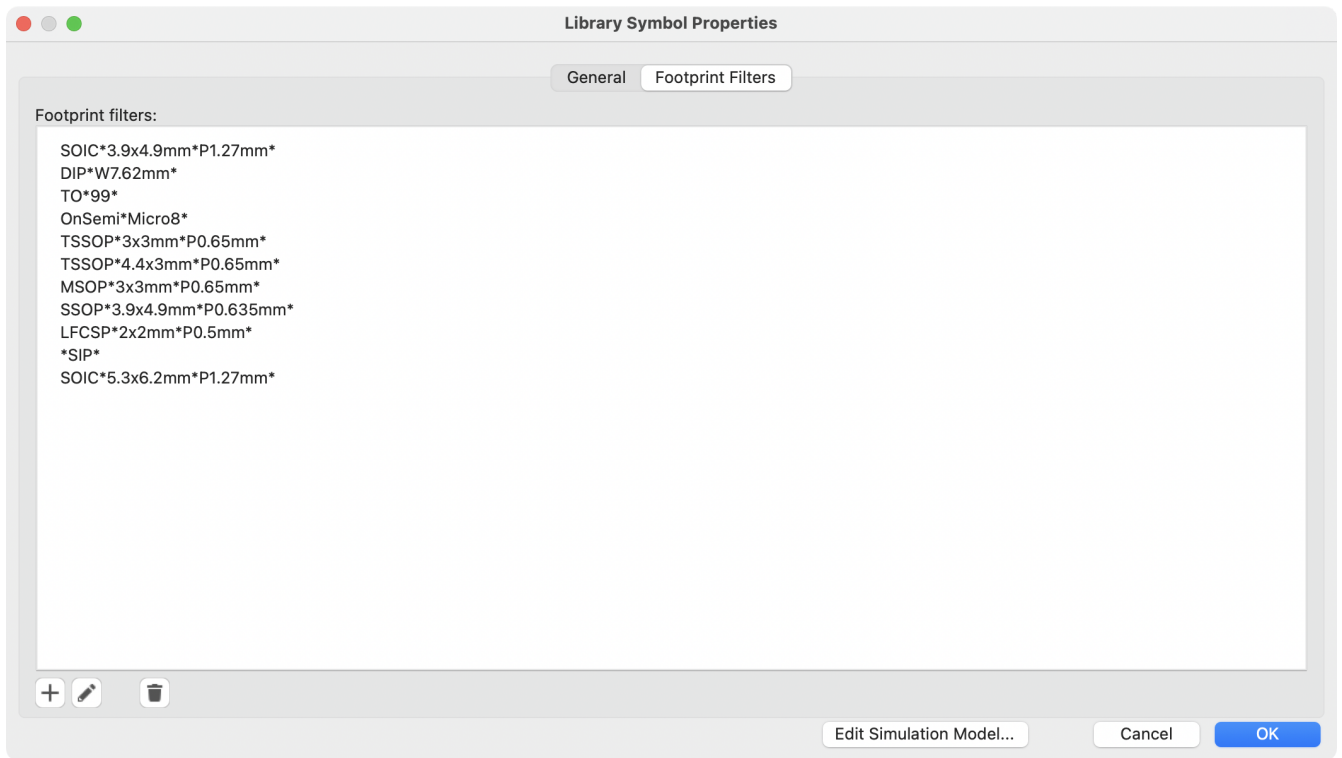 Library Symbol Properties
General
Footprint Filters
Footprint filters:
SOIC*3.9x4.9mm*P1.27mm*
DIP*W7.62mm*
TO*99*
OnSemi*Micro8*
TSSOP*3x3mm*P0.65mm*
TSSOP*4.4x3mm*P0.65mm*
MSOP*3x3mm*P0.65mm*
SSOP*3.9x4.9mm*P0.635mm*
LFCSP*2x2mm*P0.5mm*
*SIP*
SOIC*5.3x6.2mm*P1.27mm*
Edit Simulation Model...
Cancel
OK